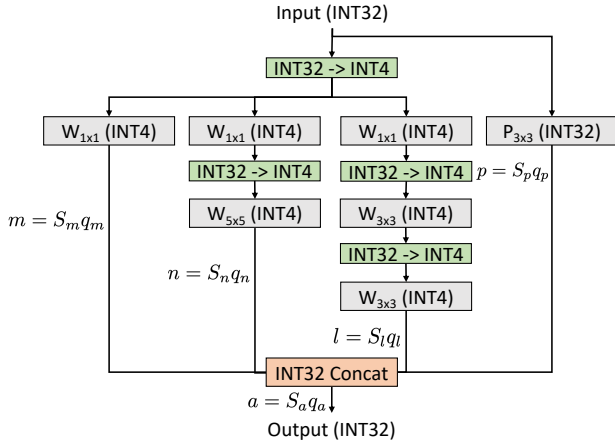 Input (INT32)
INT32 -> INT4
W1x1 (INT4) W1x1 (INT4) W1x1 (INT4) P3x3 (INT32)
INT32 -> INT4 INT32 -> INT4 p = Spqp
m = Smqm W5x5 (INT4) W3x3 (INT4)
n = Snqn INT32 -> INT4
W3x3 (INT4)
l = Slql
INT32 Concat
a = Saqa
Output (INT32)